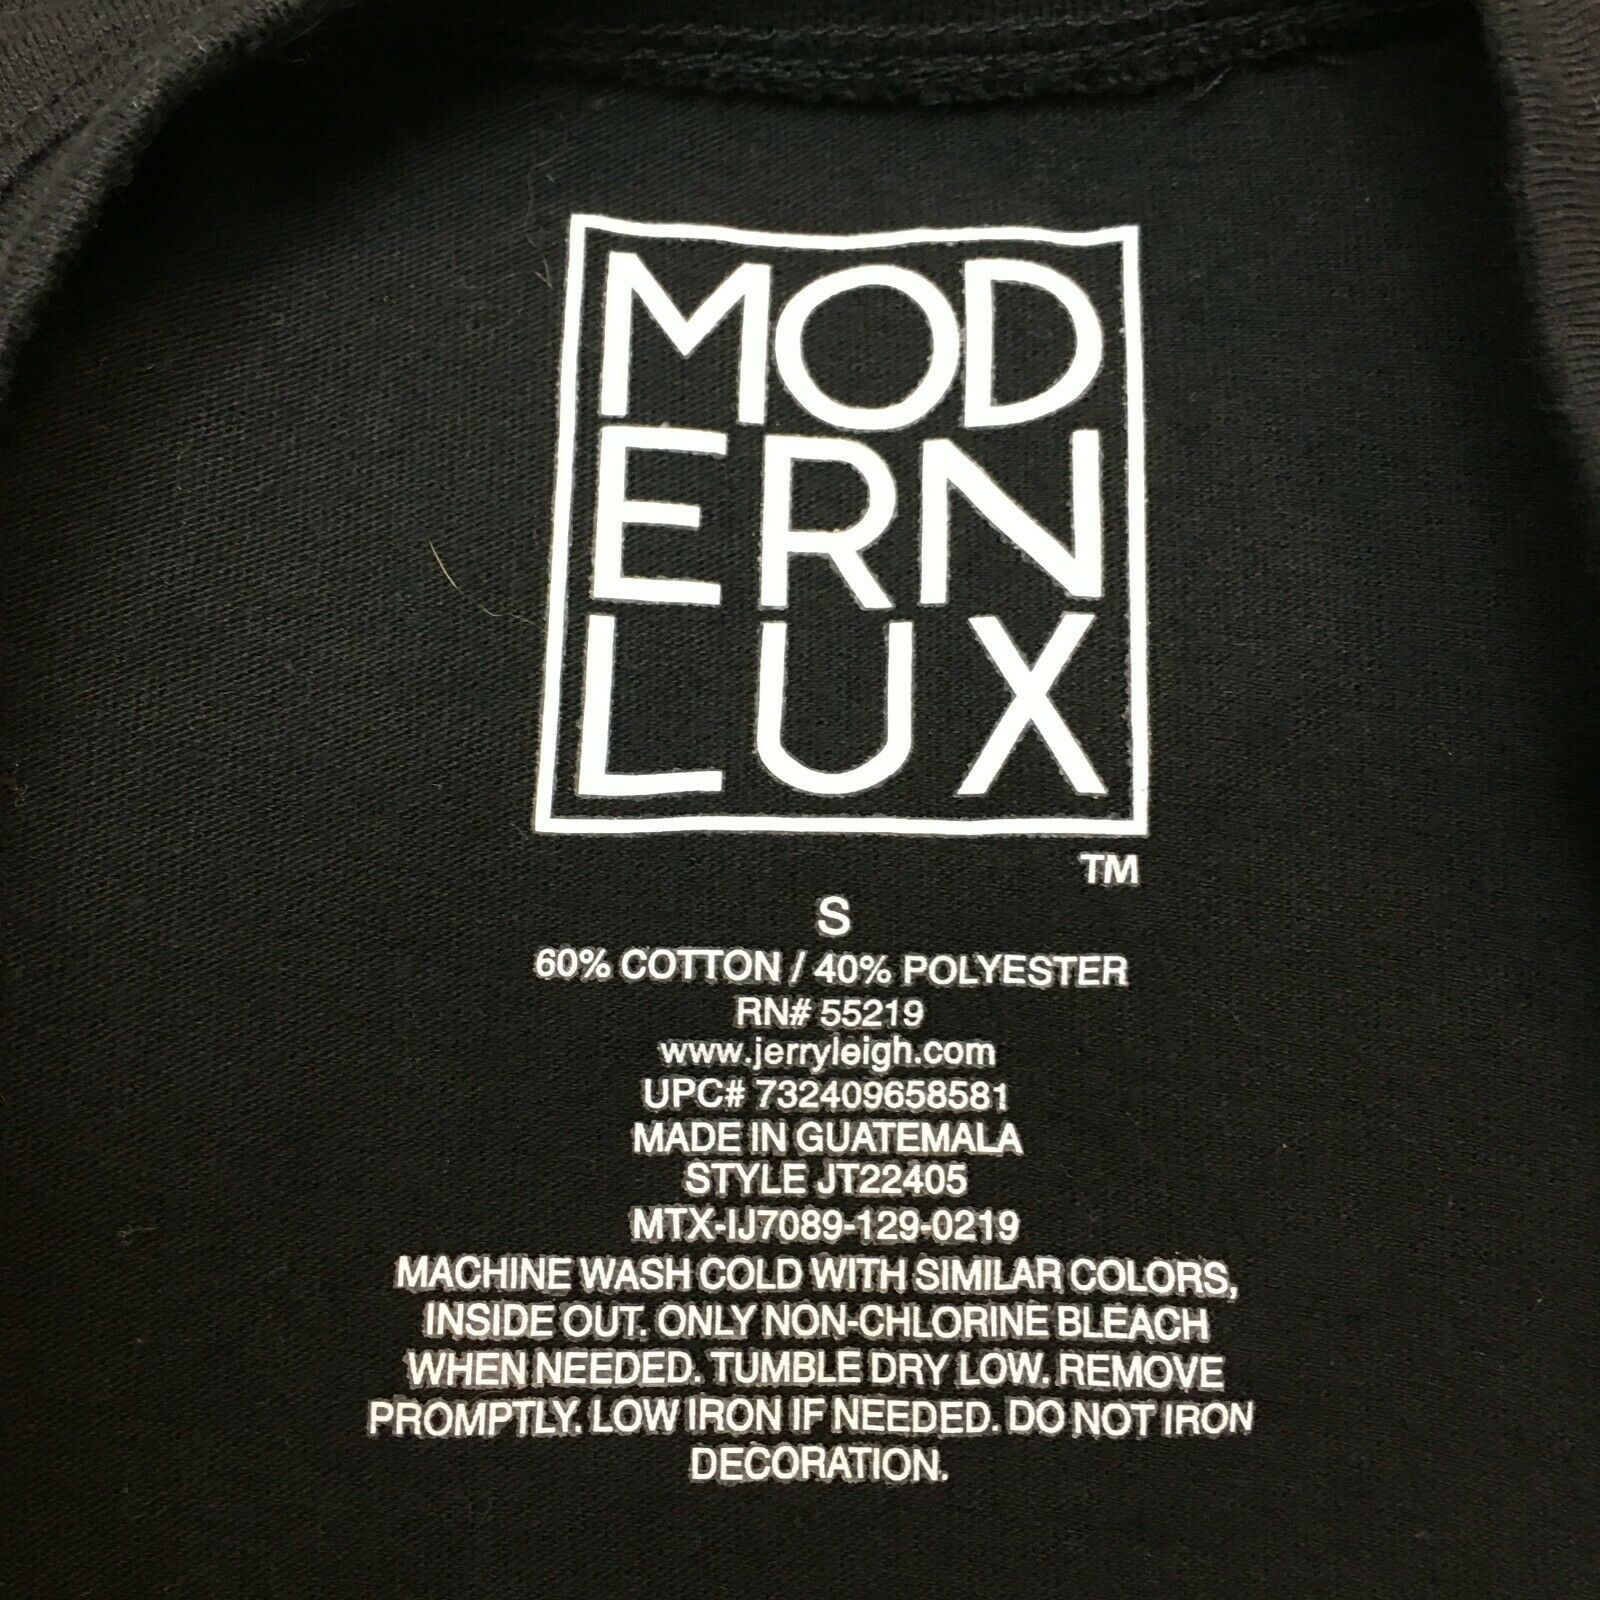 MOD
ERN
LUX
TM
S
60% COTTON / 40% POLYESTER
RN# 55219
www.jerryleigh.com
UPC# 732409658581
MADE IN GUATEMALA
STYLE JT22405
MTX-IJ7089-129-0219
MACHINE WASH COLD WITH SIMILAR COLORS,
INSIDE OUT. ONLY NON-CHLORINE BLEACH
WHEN NEEDED. TUMBLE DRY LOW. REMOVE
PROMPTLY. LOW IRON IF NEEDED. DO NOT IRON
DECORATION.